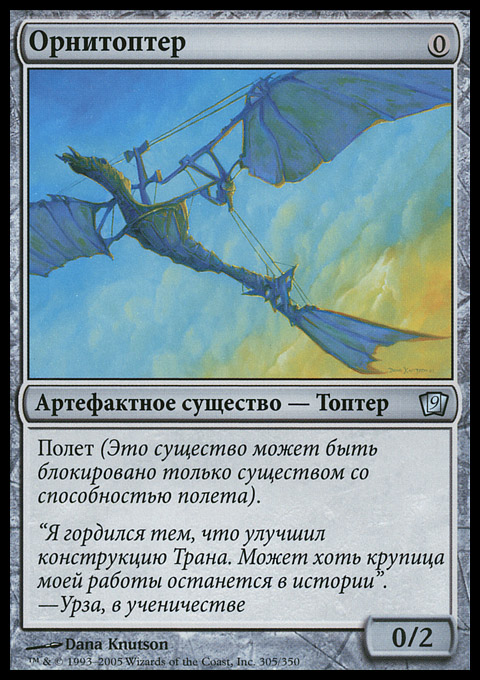 Орнитоптер
0
Артефактное существо — Топтер
9
Полет (Это существо может быть
блокировано только существом со
способностью полета).
“Я гордился тем, что улучшил
конструкцию Трана. Может хоть крупица
моей работы останется в истории”.
—Урза, в ученичестве
Dana Knutson
0/2
™ & © 1993–2005 Wizards of the Coast, Inc. 305/350